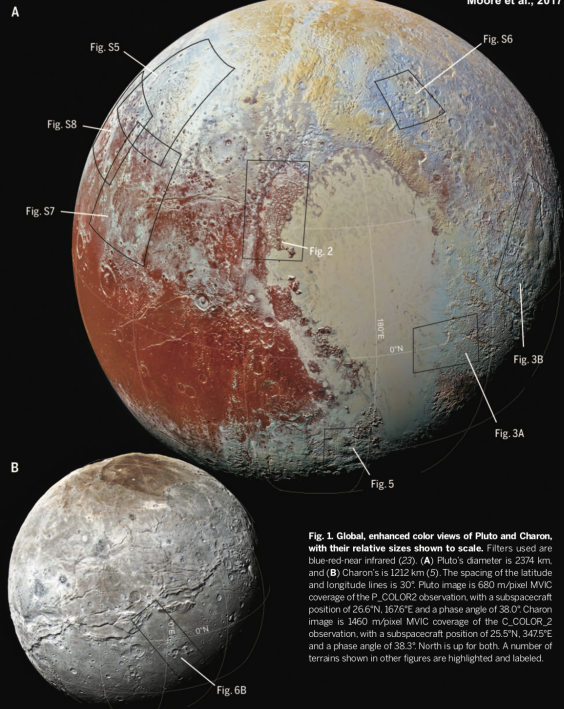 Moore et al., 2017
A
Fig. S5
Fig. S6
Fig. S8
Fig. S7
Fig. 2
180°E
0°N
Fig. 3B
Fig. 3A
Fig. 5
B
0°N
Fig. 6B
Fig. 1. Global, enhanced color views of Pluto and Charon,
with their relative sizes shown to scale. Filters used are
blue-red-near infrared (23). (A) Pluto's diameter is 2374 km,
and (B) Charon's is 1212 km (5). The spacing of the latitude
and longitude lines is 30°. Pluto image is 680 m/pixel MVIC
coverage of the P_COLOR2 observation, with a subspacecraft
position of 26.6°N, 167.6°E and a phase angle of 38.0°. Charon
image is 1460 m/pixel MVIC coverage of the C_COLOR_2
observation, with a subspacecraft position of 25.5°N, 347.5°E
and a phase angle of 38.3°. North is up for both. A number of
terrains shown in other figures are highlighted and labeled.